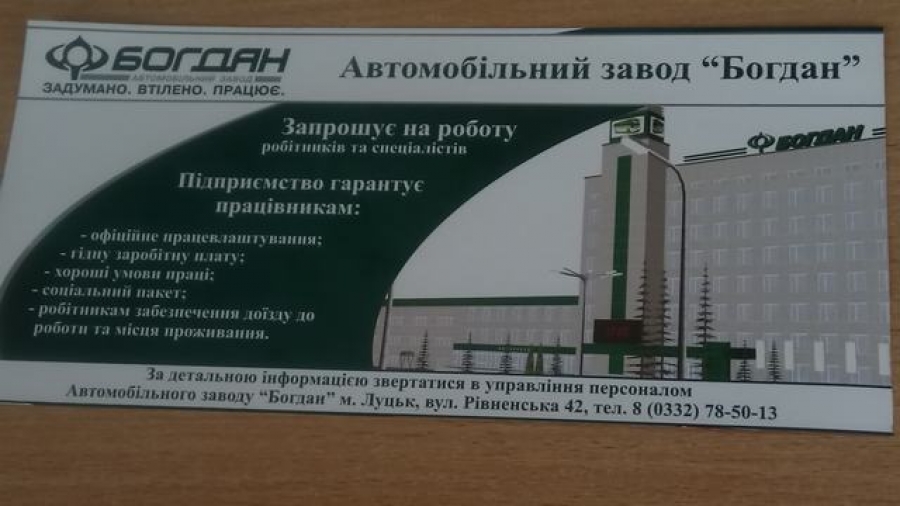 БОГДАН
АВТОМОБІЛЬНИЙ ЗАВОД
ЗАДУМАНО. ВТІЛЕНО. ПРАЦЮЄ.
Автомобільний завод “Богдан”
Запрошує на роботу
робітників та спеціалістів
БОГДАН
Підприємство гарантує
працівникам:
- офіційне працевлаштування;
- гідну заробітну плату;
- хороші умови праці;
- соціальний пакет;
- робітникам забезпечення доїзду до
роботи та місця проживання.
За детальною інформацією звертатися в управління персоналом
Автомобільного заводу “Богдан” м. Луцьк, вул. Рівненська 42, тел. 8 (0332) 78-50-13